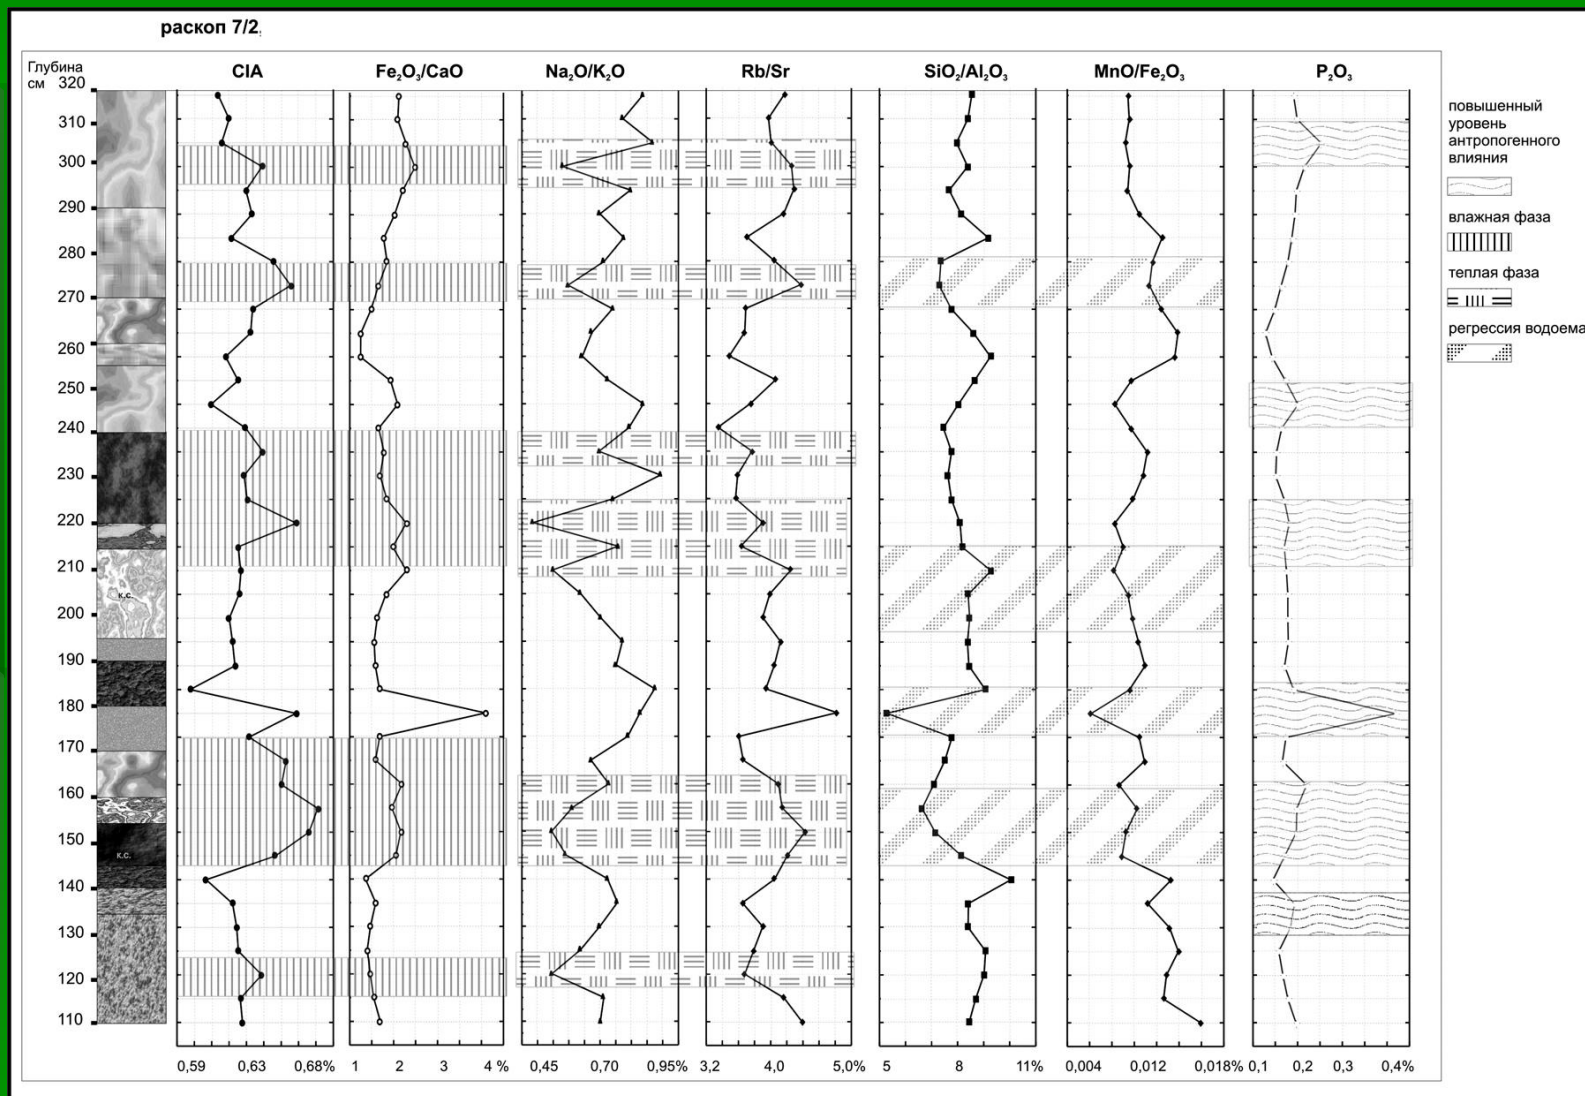 раскоп 7/2
Глубина
см
CIA
Fe₂O₃/CaO
Na₂O/K₂O
Rb/Sr
SiO₂/Al₂O₃
MnO/Fe₂O₃
P₂O₃
320
310
300
290
280
270
260
250
240
230
220
210
200
190
180
170
160
150
140
130
120
110
к.с.
к.с.
0,59 0,63 0,68%
1 2 4 %
0,45 0,70 0,95%
3,2 4,0 5,0%
5 8 11%
0,004 0,012 0,018%
0,1 0,2 0,3 0,4%
повышенный
уровень
антропогенного
влияния
влажная фаза
теплая фаза
регрессия водоема